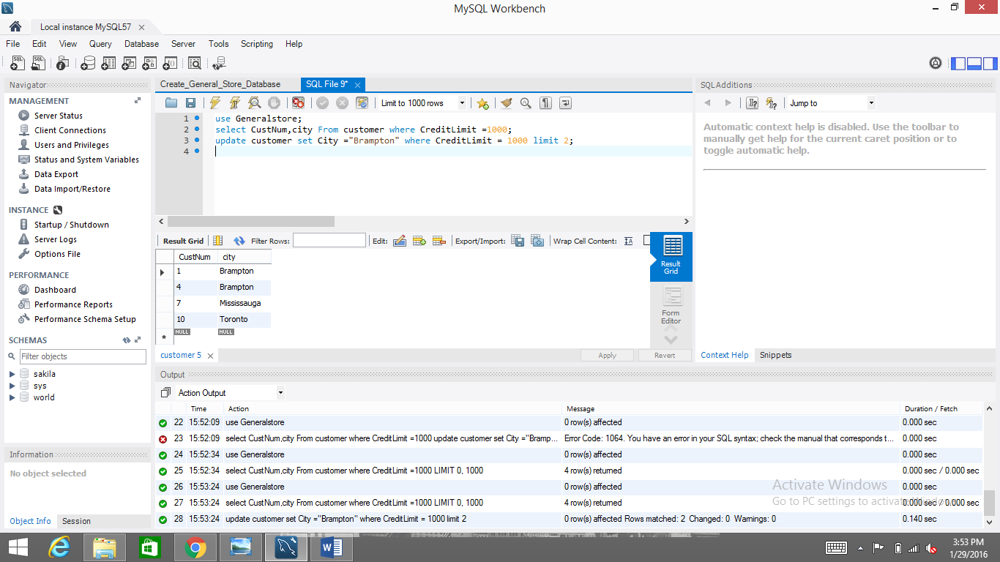 MySQL Workbench
Local instance MySQL57
File Edit View Query Database Server Tools Scripting Help
Navigator
MANAGEMENT
Server Status
Client Connections
Users and Privileges
Status and System Variables
Data Export
Data Import/Restore
INSTANCE
Startup / Shutdown
Server Logs
Options File
PERFORMANCE
Dashboard
Performance Reports
Performance Schema Setup
SCHEMAS
Filter objects
sakila
sys
world
Information
No object selected
Object Info Session
Create_General_Store_Database SQL File 9*
Limit to 1000 rows
1 use Generalstore;
2 select CustNum,city From customer where CreditLimit =1000;
3 update customer set City ="Brampton" where CreditLimit = 1000 limit 2;
4
Result Grid Filter Rows: Edit: Export/Import: Wrap Cell Content:
CustNum city
1 Brampton
4 Brampton
7 Mississauga
10 Toronto
NULL NULL
Result Grid
Form Editor
customer 5 Apply Revert
SQL Additions
Jump to
Automatic context help is disabled. Use the toolbar to
manually get help for the current caret position or to
toggle automatic help.
Context Help Snippets
Output
Action Output
Time Action Message Duration / Fetch
22 15:52:09 use Generalstore 0 row(s) affected 0.000 sec
23 15:52:09 select CustNum,city From customer where CreditLimit =1000 update customer set City ="Bramp... Error Code: 1064. You have an error in your SQL syntax; check the manual that corresponds t... 0.000 sec
24 15:52:34 use Generalstore 0 row(s) affected 0.000 sec
25 15:52:34 select CustNum,city From customer where CreditLimit =1000 LIMIT 0, 1000 4 row(s) returned 0.000 sec / 0.000 sec
26 15:53:24 use Generalstore 0 row(s) affected 0.000 sec
27 15:53:24 select CustNum,city From customer where CreditLimit =1000 LIMIT 0, 1000 4 row(s) returned 0.000 sec / 0.000 sec
28 15:53:24 update customer set City ="Brampton" where CreditLimit = 1000 limit 2 0 row(s) affected Rows matched: 2 Changed: 0 Warnings: 0 0.140 sec
Activate Windows
Go to PC settings to activate Windows.
3:53 PM
1/29/2016